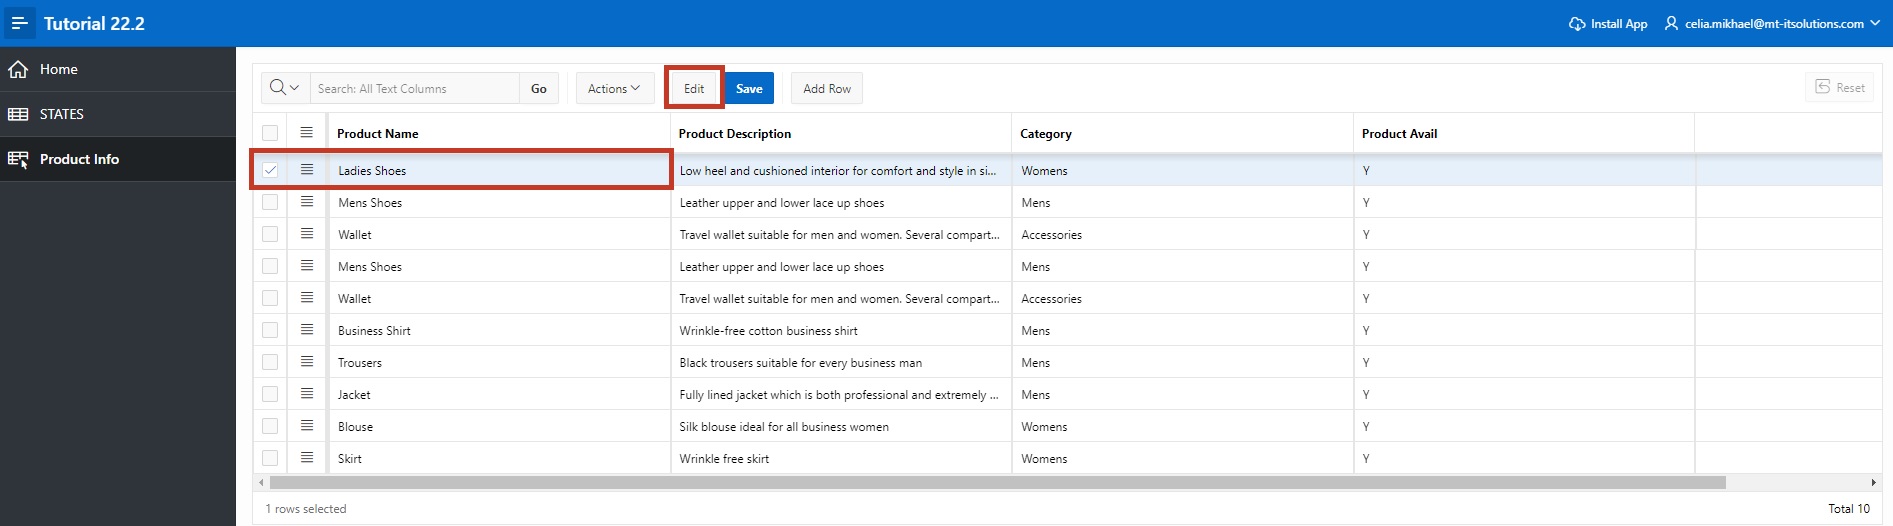 Tutorial 22.2
Install App celia.mikhael@mt-itsolutions.com
Home
STATES
Product Info
Search: All Text Columns Go Actions Edit Save Add Row Reset
Product Name Product Description Category Product Avail
Ladies Shoes Low heel and cushioned interior for comfort and style in si... Womens Y
Mens Shoes Leather upper and lower lace up shoes Mens Y
Wallet Travel wallet suitable for men and women. Several compart... Accessories Y
Mens Shoes Leather upper and lower lace up shoes Mens Y
Wallet Travel wallet suitable for men and women. Several compart... Accessories Y
Business Shirt Wrinkle-free cotton business shirt Mens Y
Trousers Black trousers suitable for every business man Mens Y
Jacket Fully lined jacket which is both professional and extremely ... Mens Y
Blouse Silk blouse ideal for all business women Womens Y
Skirt Wrinkle free skirt Womens Y
1 rows selected Total 10